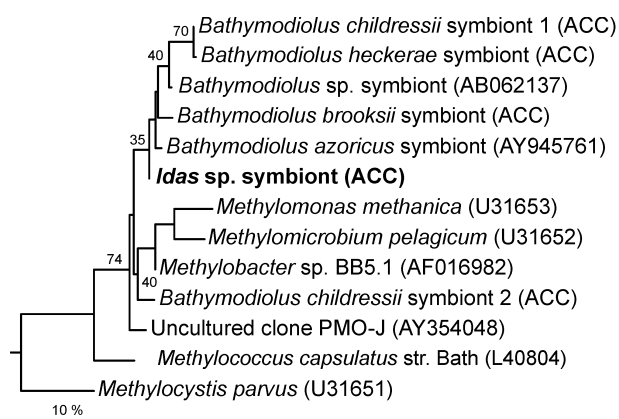 70 Bathymodiolus childressii symbiont 1 (ACC)
Bathymodiolus heckerae symbiont (ACC)
40
Bathymodiolus sp. symbiont (AB062137)
Bathymodiolus brooksii symbiont (ACC)
35
Bathymodiolus azoricus symbiont (AY945761)
Idas sp. symbiont (ACC)
Methylomonas methanica (U31653)
Methylomicrobium pelagicum (U31652)
74
Methylobacter sp. BB5.1 (AF016982)
40
Bathymodiolus childressii symbiont 2 (ACC)
Uncultured clone PMO-J (AY354048)
Methylococcus capsulatus str. Bath (L40804)
Methylocystis parvus (U31651)
10 %